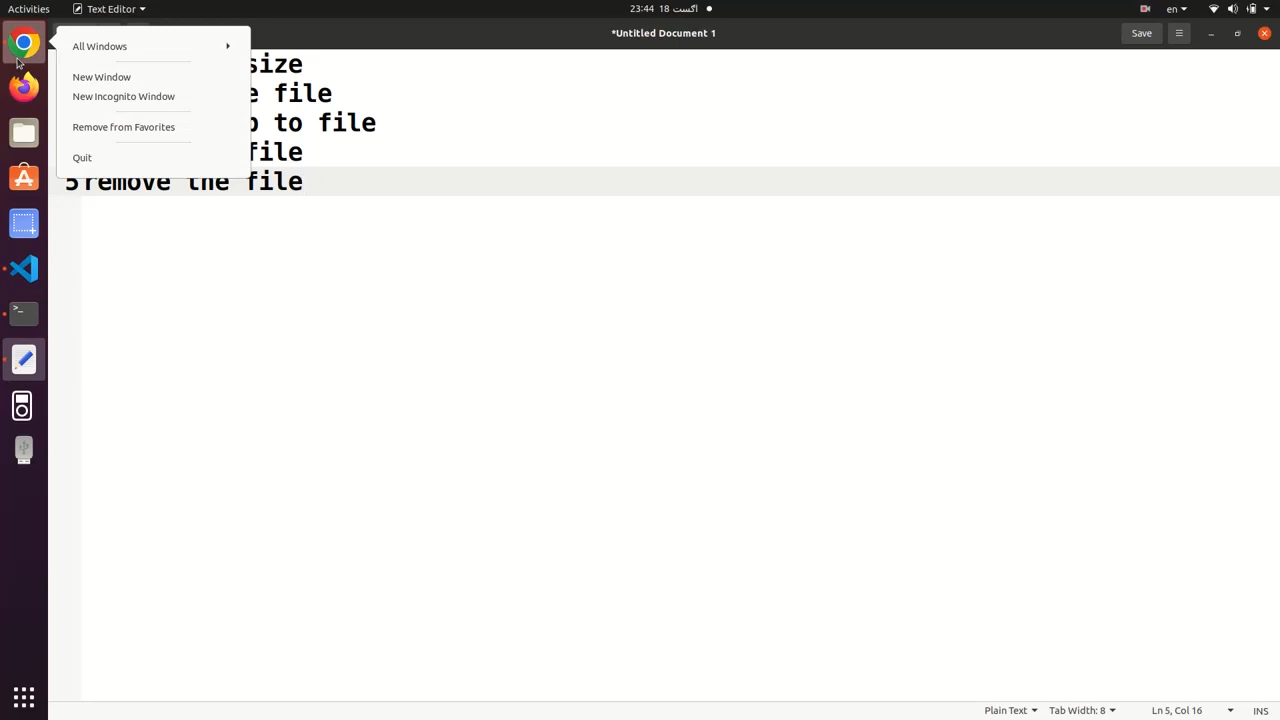 Activities
Text Editor
23:44 اگست 18
en
*Untitled Document 1
Save
All Windows
New Window
New Incognito Window
Remove from Favorites
Quit
size
file
to file
file
5 remove the file
Plain Text
Tab Width: 8
Ln 5, Col 16
INS